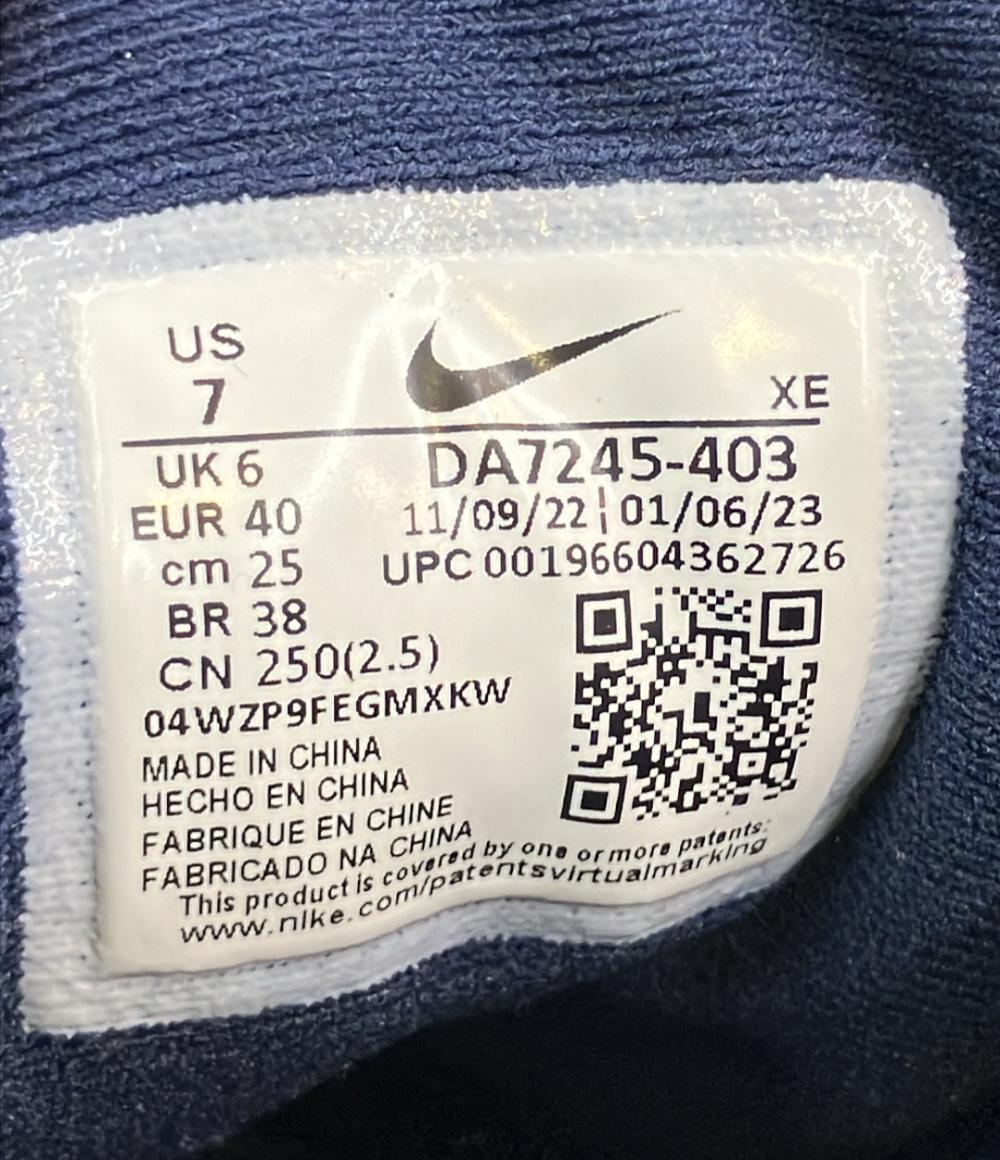 US
7
XE
UK 6
DA7245-403
EUR 40
11/09/22 01/06/23
cm 25
UPC 00196604362726
BR 38
CN 250(2.5)
04WZP9FEGMXKW
MADE IN CHINA
HECHO EN CHINA
FABRIQUE EN CHINE
FABRICADO NA CHINA
This product is covered by one or more patents:
www.nike.com/patentsvirtualmarking